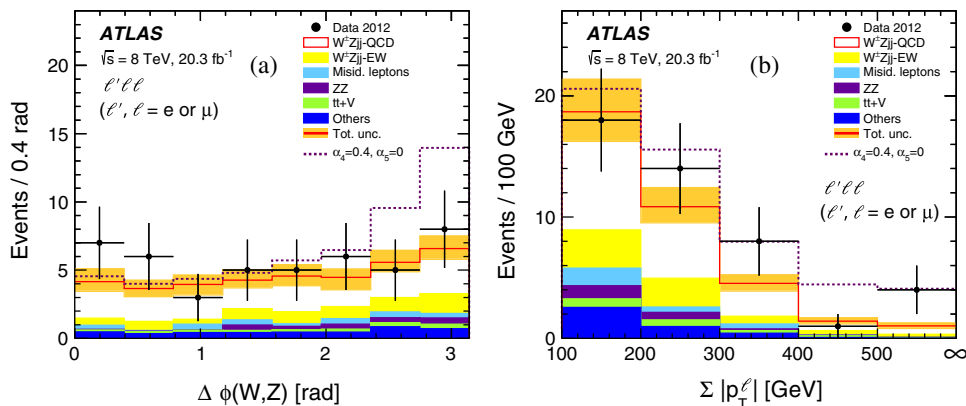 ATLAS
√s = 8 TeV, 20.3 fb⁻¹
(a)
ℓ'ℓℓ
(ℓ', ℓ = e or μ)
Data 2012
W±Zjj-QCD
W±Zjj-EW
Misid. leptons
ZZ
tt+V
Others
Tot. unc.
α₄=0.4, α₅=0
Events / 0.4 rad
20
15
10
5
0
0 1 2 3
Δ φ(W,Z) [rad]
ATLAS
√s = 8 TeV, 20.3 fb⁻¹
(b)
Data 2012
W±Zjj-QCD
W±Zjj-EW
Misid. leptons
ZZ
tt+V
Others
Tot. unc.
α₄=0.4, α₅=0
ℓ'ℓℓ
(ℓ', ℓ = e or μ)
Events / 100 GeV
20
10
0
100 200 300 400 500 ∞
Σ |p_T^ℓ| [GeV]